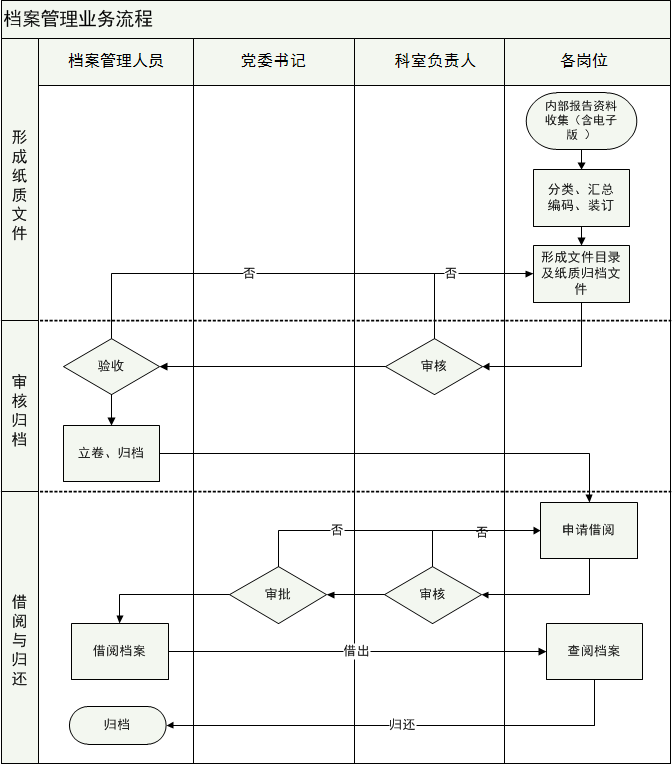 档案管理业务流程
档案管理人员
党委书记
科室负责人
各岗位
形成纸质文件
内部报告资料
收集（含电子
版 ）
分类、汇总
编码、装订
形成文件目录
及纸质归档文
件
否
否
审核归档
验收
审核
立卷、归档
借阅与归还
申请借阅
否
否
审批
审核
借阅档案
借出
查阅档案
归档
归还